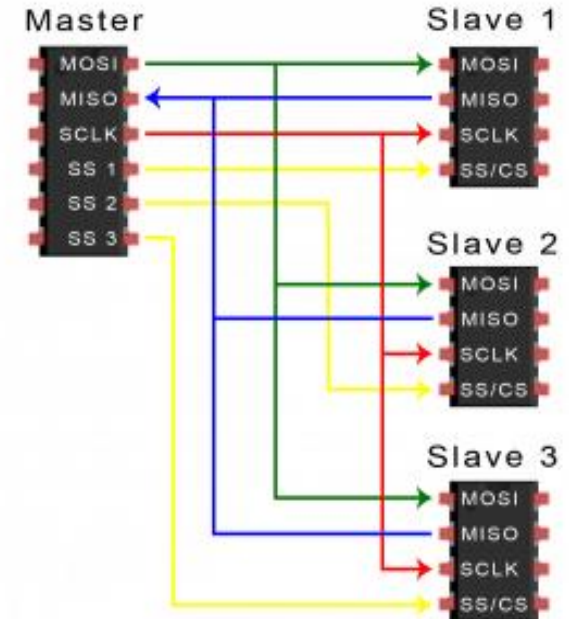 Master
MOSI
MISO
SCLK
SS 1
SS 2
SS 3
Slave 1
MOSI
MISO
SCLK
SS/CS
Slave 2
MOSI
MISO
SCLK
SS/CS
Slave 3
MOSI
MISO
SCLK
SS/CS